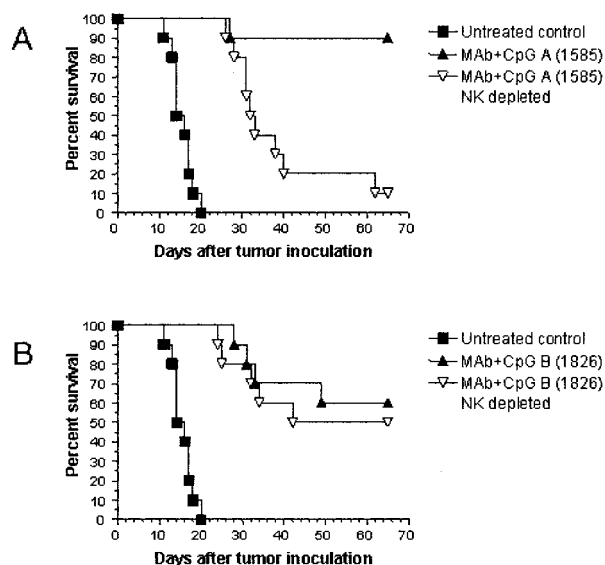 A
Percent survival
100
90
80
70
60
50
40
30
20
10
0
0 10 20 30 40 50 60 70
Days after tumor inoculation
Untreated control
MAb+CpG A (1585)
MAb+CpG A (1585)
NK depleted
B
Percent survival
100
90
80
70
60
50
40
30
20
10
0
0 10 20 30 40 50 60 70
Days after tumor inoculation
Untreated control
MAb+CpG B (1826)
MAb+CpG B (1826)
NK depleted